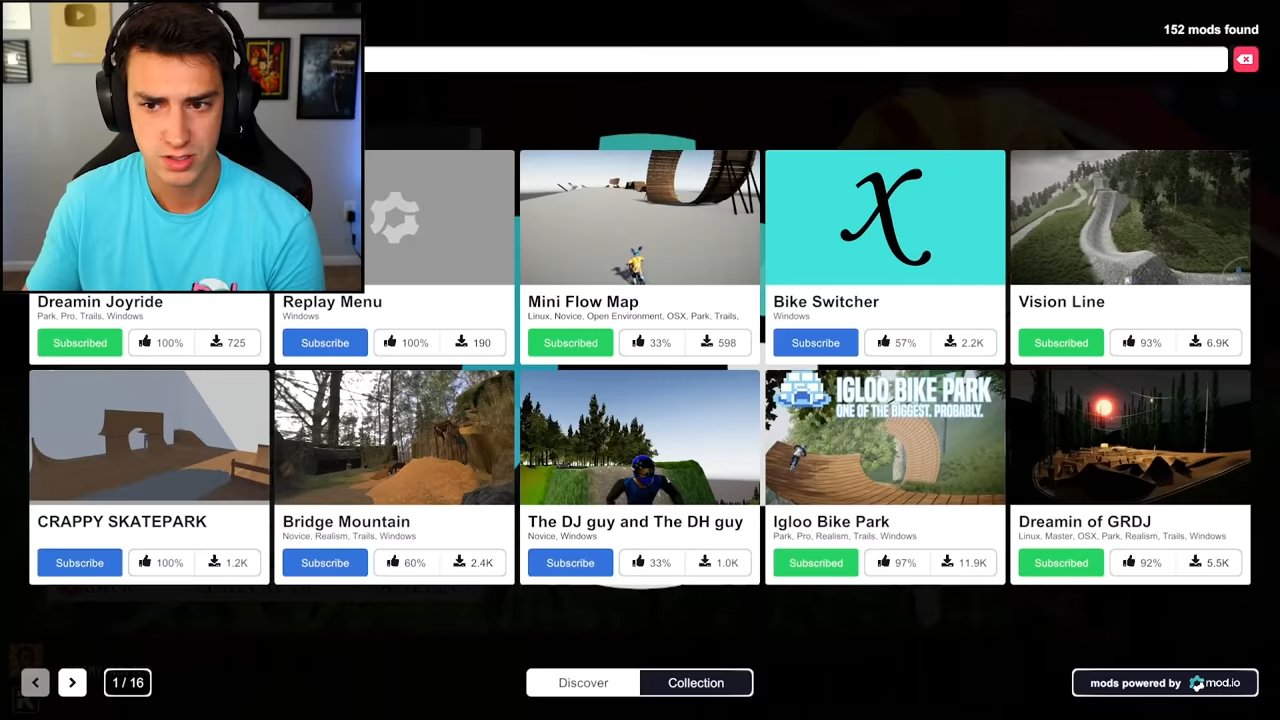 152 mods found
Dreamin Joyride
Park, Pro, Trails, Windows
Subscribed
100%
725
Replay Menu
Windows
Subscribe
100%
190
Mini Flow Map
Linux, Novice, Open Environment, OSX, Park, Trails,
Subscribed
33%
598
X
Bike Switcher
Windows
Subscribe
57%
2.2K
Vision Line
Subscribed
93%
6.9K
CRAPPY SKATEPARK
Subscribe
100%
1.2K
Bridge Mountain
Novice, Realism, Trails, Windows
Subscribe
60%
2.4K
The DJ guy and The DH guy
Novice, Windows
Subscribe
33%
1.0K
IGLOO BIKE PARK
ONE OF THE BIGGEST. PROBABLY.
Igloo Bike Park
Park, Pro, Realism, Trails, Windows
Subscribed
97%
11.9K
Dreamin of GRDJ
Linux, Master, OSX, Park, Realism, Trails, Windows
Subscribed
92%
5.5K
< > 1 / 16
Discover Collection
mods powered by mod.io